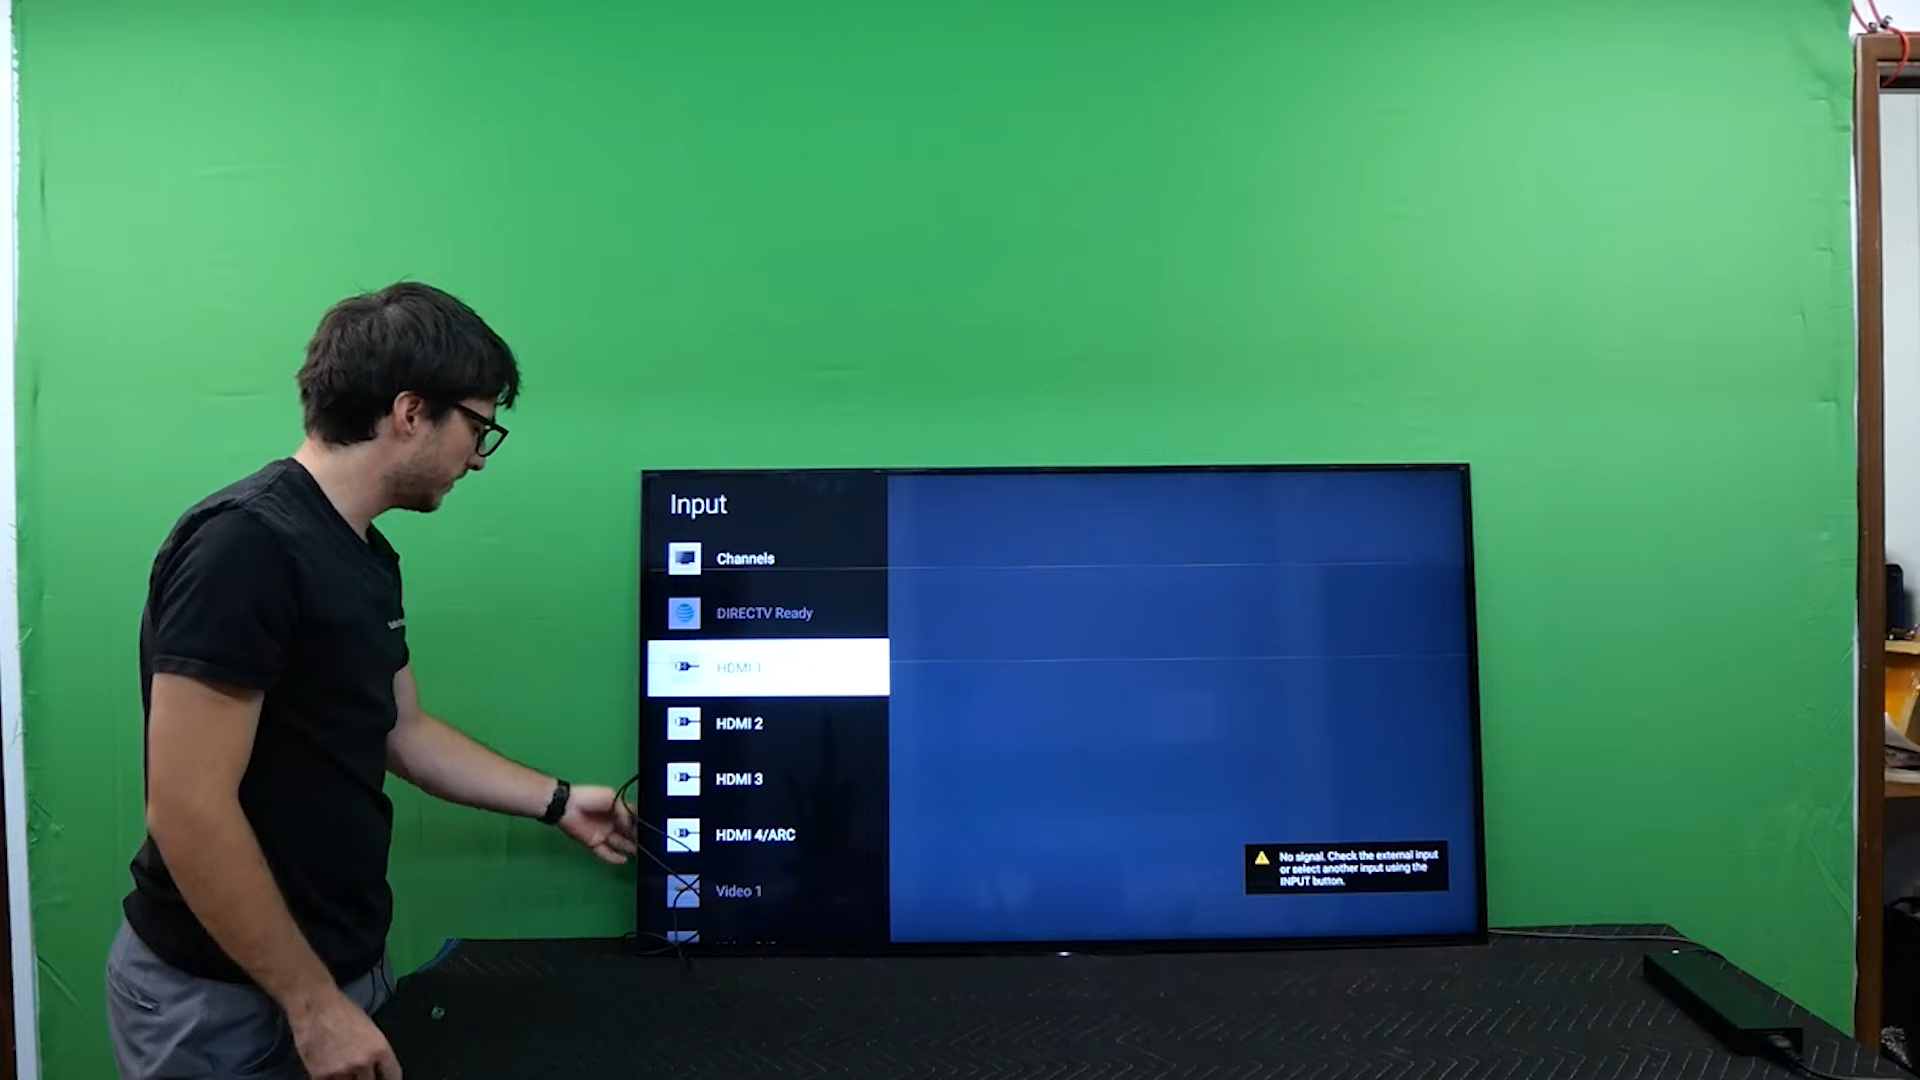 Input
Channels
DIRECTV Ready
HDMI 1
HDMI 2
HDMI 3
HDMI 4/ARC
Video 1
No signal. Check the external input
or select another input using the
INPUT button.